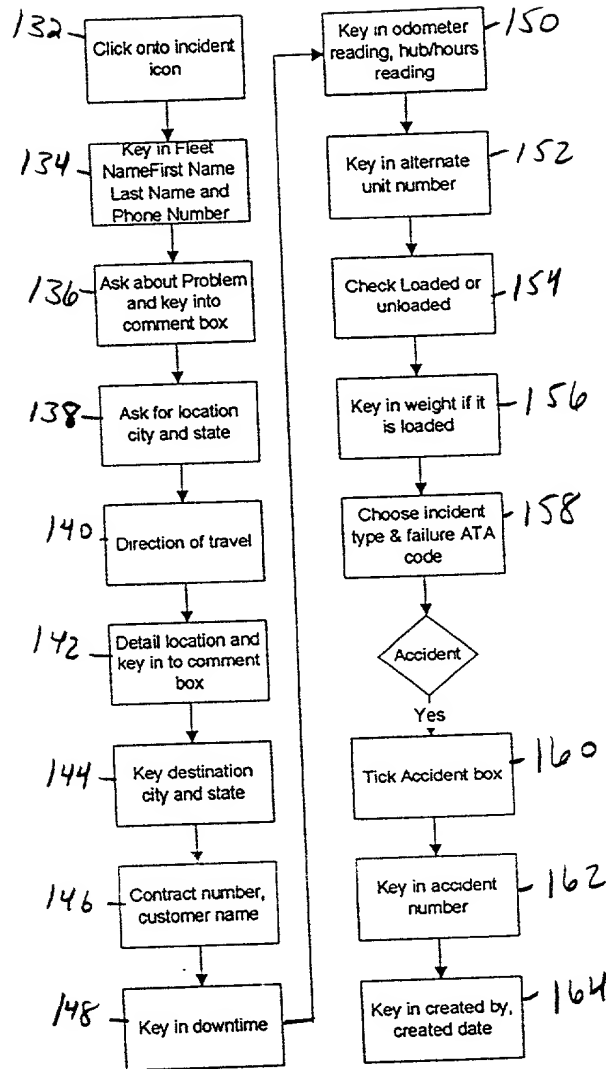 132
Click onto incident
icon
134
Key in Fleet
NameFirst Name
Last Name and
Phone Number
136
Ask about Problem
and key into
comment box
138
Ask for location
city and state
140
Direction of travel
142
Detail location and
key in to comment
box
144
Key destination
city and state
146
Contract number,
customer name
148
Key in downtime
Key in odometer
reading, hub/hours
reading
150
Key in alternate
unit number
152
Check Loaded or
unloaded
154
Key in weight if it
is loaded
156
Choose incident
type & failure ATA
code
158
Accident
Yes
Tick Accident box
160
Key in accident
number
162
Key in created by,
created date
164